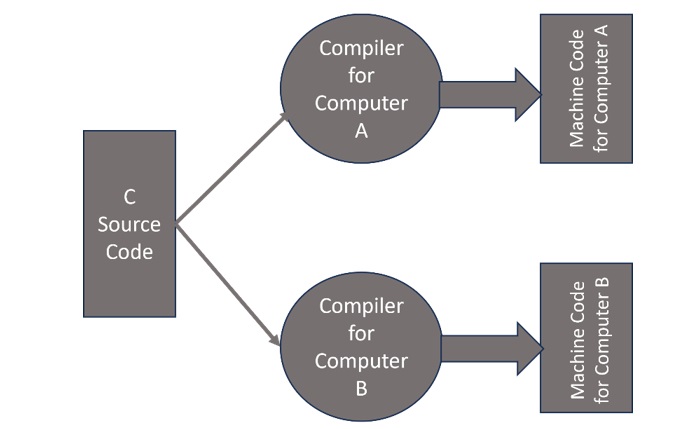 C
Source
Code
Compiler
for
Computer
A
Machine Code
for Computer A
Compiler
for
Computer
B
Machine Code
for Computer B